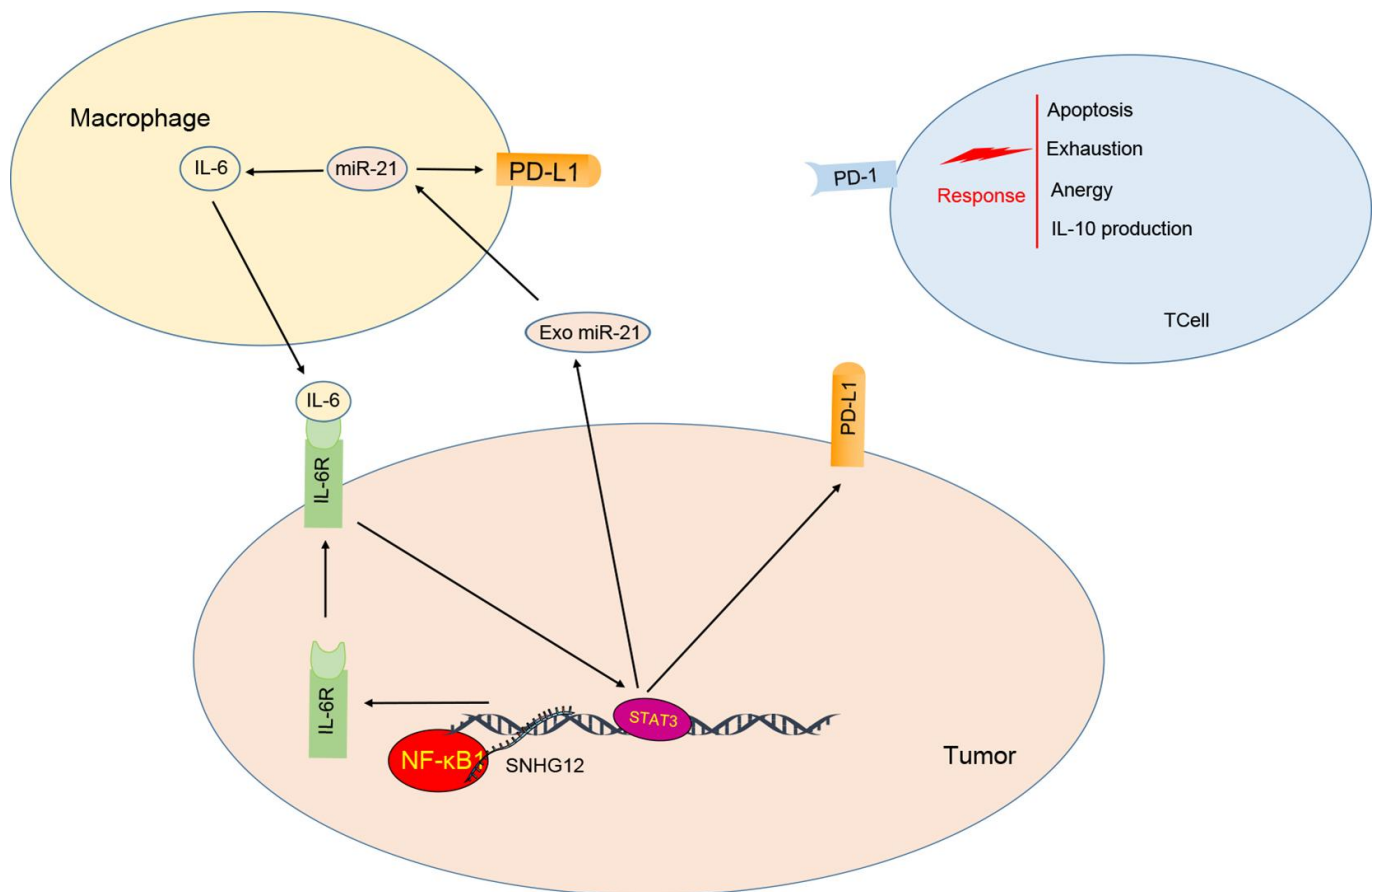 Macrophage
IL-6
miR-21
PD-L1
PD-1
Response
Apoptosis
Exhaustion
Anergy
IL-10 production
TCell
Exo miR-21
IL-6
IL-6R
PD-L1
IL-6R
STAT3
NF-κB1
SNHG12
Tumor